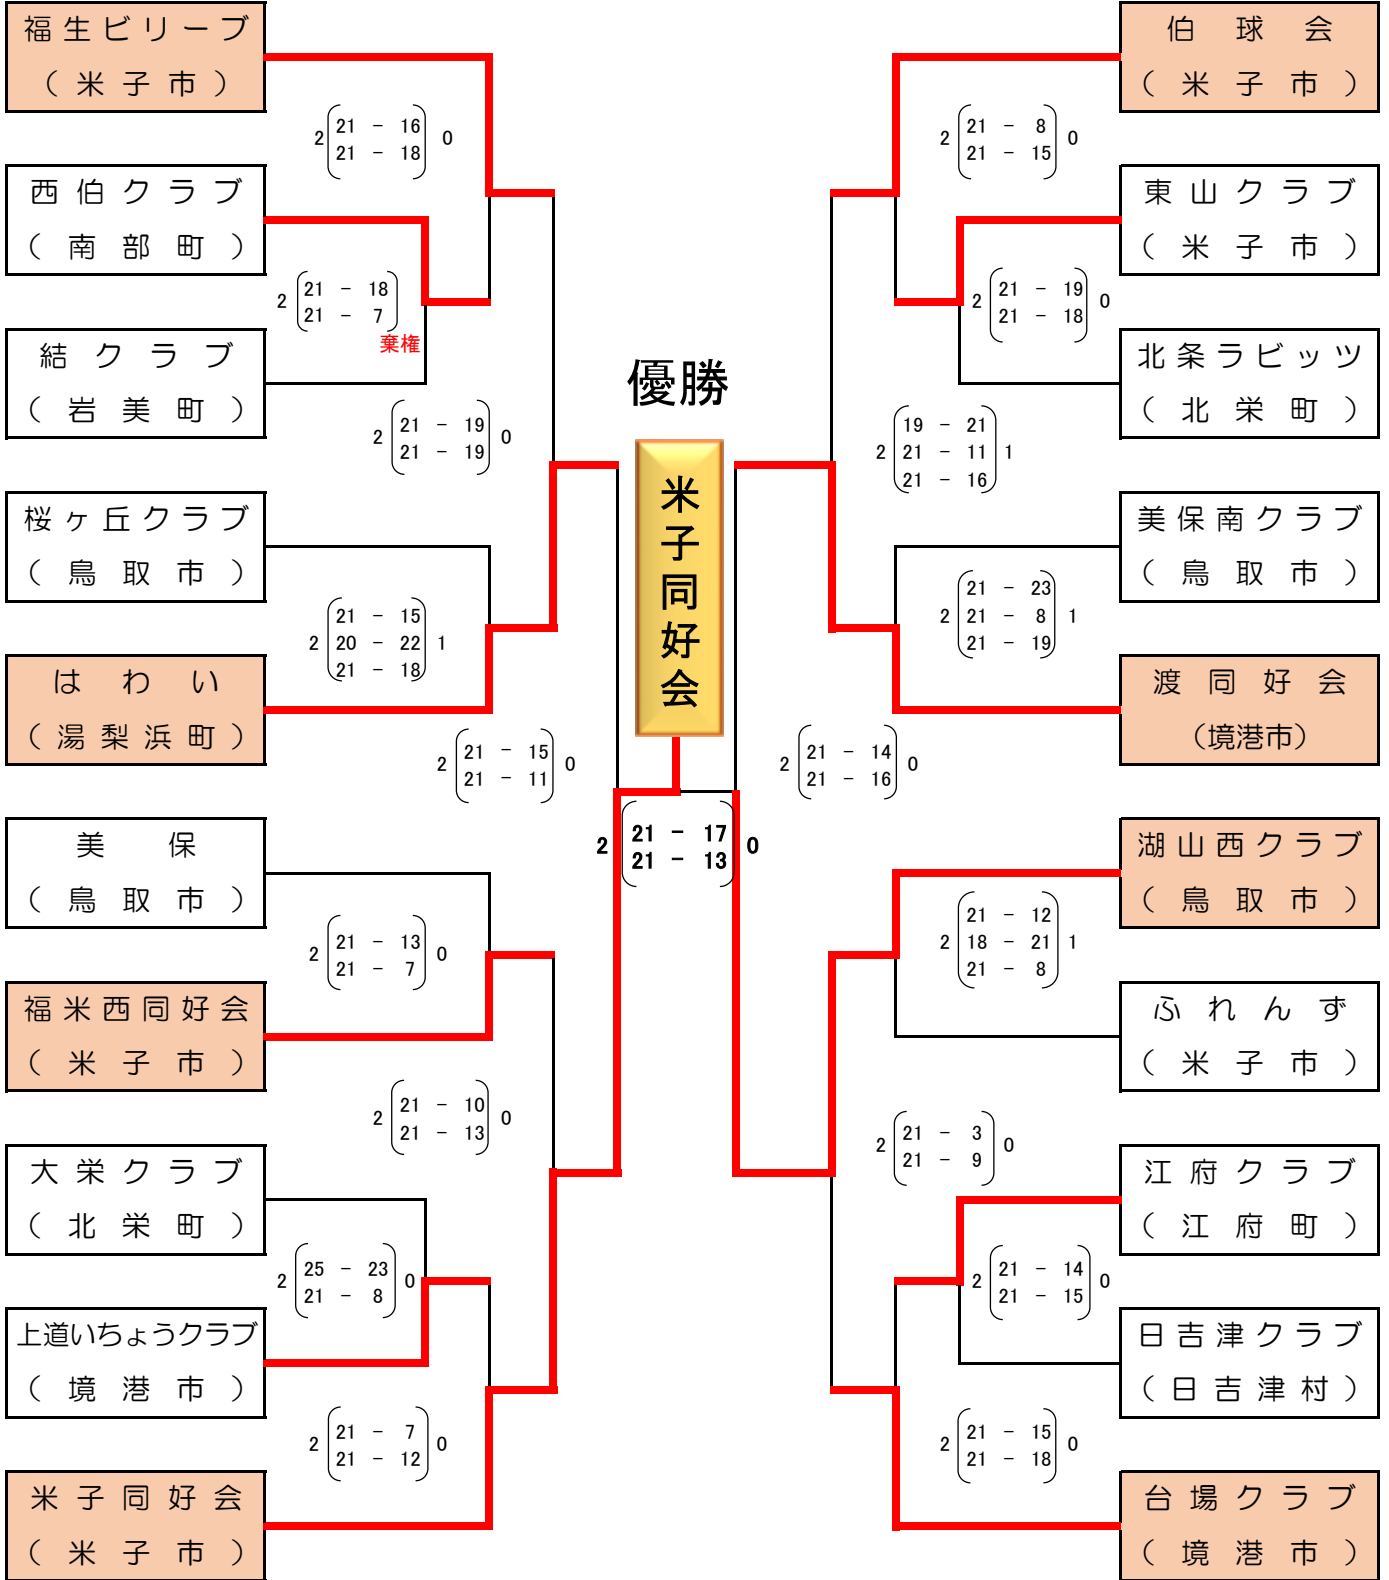 福生ビリーブ
（米子市）
2 21 － 16 0
21 － 18
西伯クラブ
（南部町）
2 21 － 18
21 － 7
棄権
結クラブ
（岩美町）
2 21 － 19 0
21 － 19
桜ヶ丘クラブ
（鳥取市）
21 － 15
2 20 － 22 1
21 － 18
はわい
（湯梨浜町）
2 21 － 15 0
21 － 11
美保
（鳥取市）
2 21 － 13 0
21 － 7
福米西同好会
（米子市）
2 21 － 10 0
21 － 13
大栄クラブ
（北栄町）
2 25 － 23 0
21 － 8
上道いちょうクラブ
（境港市）
2 21 － 7 0
21 － 12
米子同好会
（米子市）
優勝
米子同好会
2 21 － 17 0
21 － 13
伯球会
（米子市）
2 21 － 8 0
21 － 15
東山クラブ
（米子市）
2 21 － 19 0
21 － 18
北条ラビッツ
（北栄町）
19 － 21
2 21 － 11 1
21 － 16
美保南クラブ
（鳥取市）
21 － 23
2 21 － 8 1
21 － 19
渡同好会
（境港市）
2 21 － 14 0
21 － 16
湖山西クラブ
（鳥取市）
21 － 12
2 18 － 21 1
21 － 8
ふれんず
（米子市）
2 21 － 3 0
21 － 9
江府クラブ
（江府町）
2 21 － 14 0
21 － 15
日吉津クラブ
（日吉津村）
2 21 － 15 0
21 － 18
台場クラブ
（境港市）